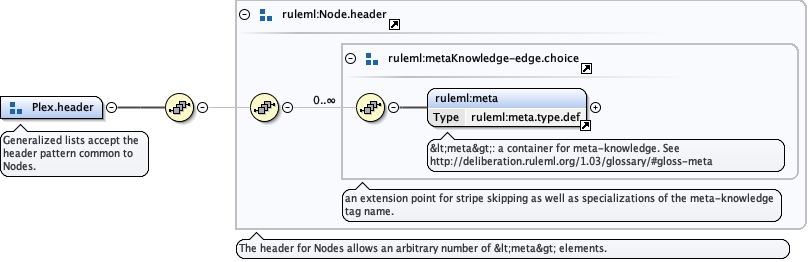 ruleml:Node.header
ruleml:metaKnowledge-edge.choice
Plex.header
0..∞
ruleml:meta
Type ruleml:meta.type.def
Generalized lists accept the
header pattern common to
Nodes.
&lt;meta&gt;: a container for meta-knowledge. See
http://deliberation.ruleml.org/1.03/glossary/#gloss-meta
an extension point for stripe skipping as well as specializations of the meta-knowledge
tag name.
The header for Nodes allows an arbitrary number of &lt;meta&gt; elements.